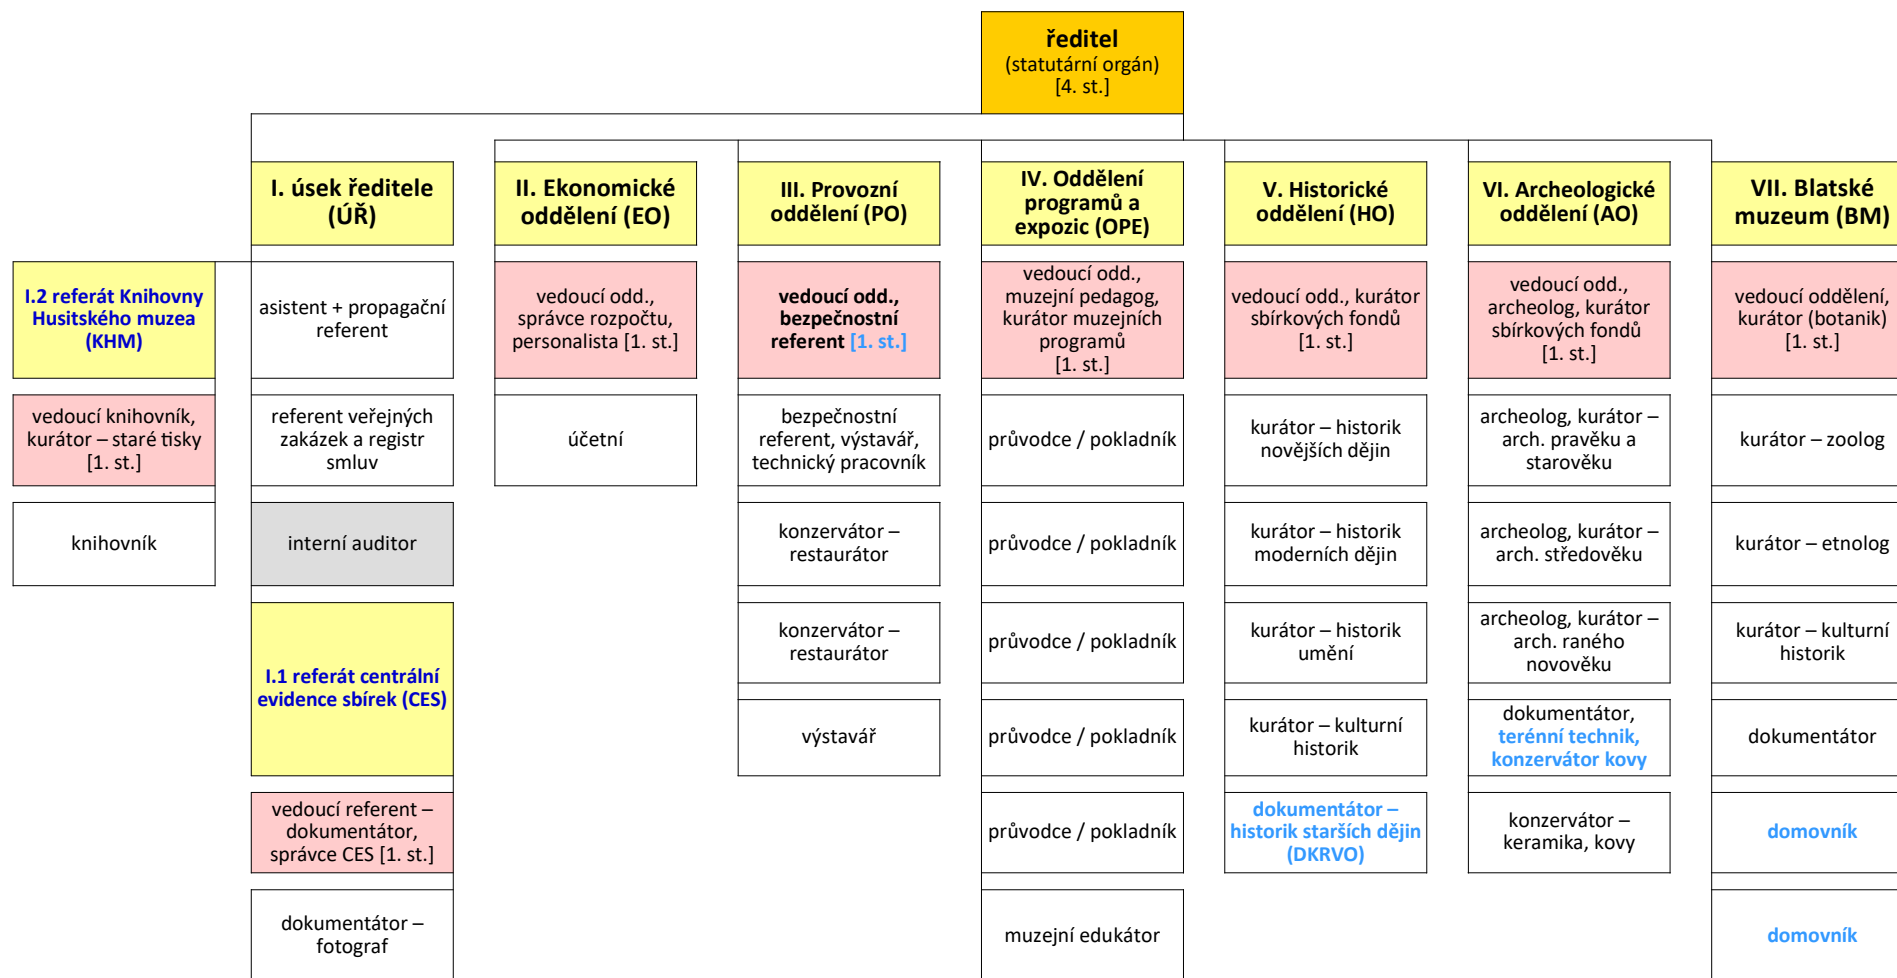 ředitel
(statutární orgán)
[4. st.]
I. úsek ředitele
(ÚŘ)
II. Ekonomické
oddělení (EO)
III. Provozní
oddělení (PO)
IV. Oddělení
programů a
expozic (OPE)
V. Historické
oddělení (HO)
VI. Archeologické
oddělení (AO)
VII. Blatské
muzeum (BM)
I.2 referát Knihovny
Husitského muzea
(KHM)
asistent + propagační
referent
vedoucí odd.,
správce rozpočtu,
personalista [1. st.]
vedoucí odd.,
bezpečnostní
referent [1. st.]
vedoucí odd.,
muzejní pedagog,
kurátor muzejních
programů
[1. st.]
vedoucí odd., kurátor
sbírkových fondů
[1. st.]
vedoucí odd.,
archeolog, kurátor
sbírkových fondů
[1. st.]
vedoucí oddělení,
kurátor (botanik)
[1. st.]
vedoucí knihovník,
kurátor – staré tisky
[1. st.]
referent veřejných
zakázek a registr
smluv
účetní
bezpečnostní
referent, výstavář,
technický pracovník
průvodce / pokladník
kurátor – historik
novějších dějin
archeolog, kurátor –
arch. pravěku a
starověku
kurátor – zoolog
knihovník
interní auditor
konzervátor –
restaurátor
průvodce / pokladník
kurátor – historik
moderních dějin
archeolog, kurátor –
arch. středověku
kurátor – etnolog
I.1 referát centrální
evidence sbírek (CES)
konzervátor –
restaurátor
průvodce / pokladník
kurátor – historik
umění
archeolog, kurátor –
arch. raného
novověku
kurátor – kulturní
historik
výstavář
průvodce / pokladník
kurátor – kulturní
historik
dokumentátor,
terénní technik,
konzervátor kovy
dokumentátor
vedoucí referent –
dokumentátor,
správce CES [1. st.]
průvodce / pokladník
dokumentátor –
historik starších dějin
(DKRVO)
konzervátor –
keramika, kovy
domovník
dokumentátor –
fotograf
muzejní edukátor
domovník